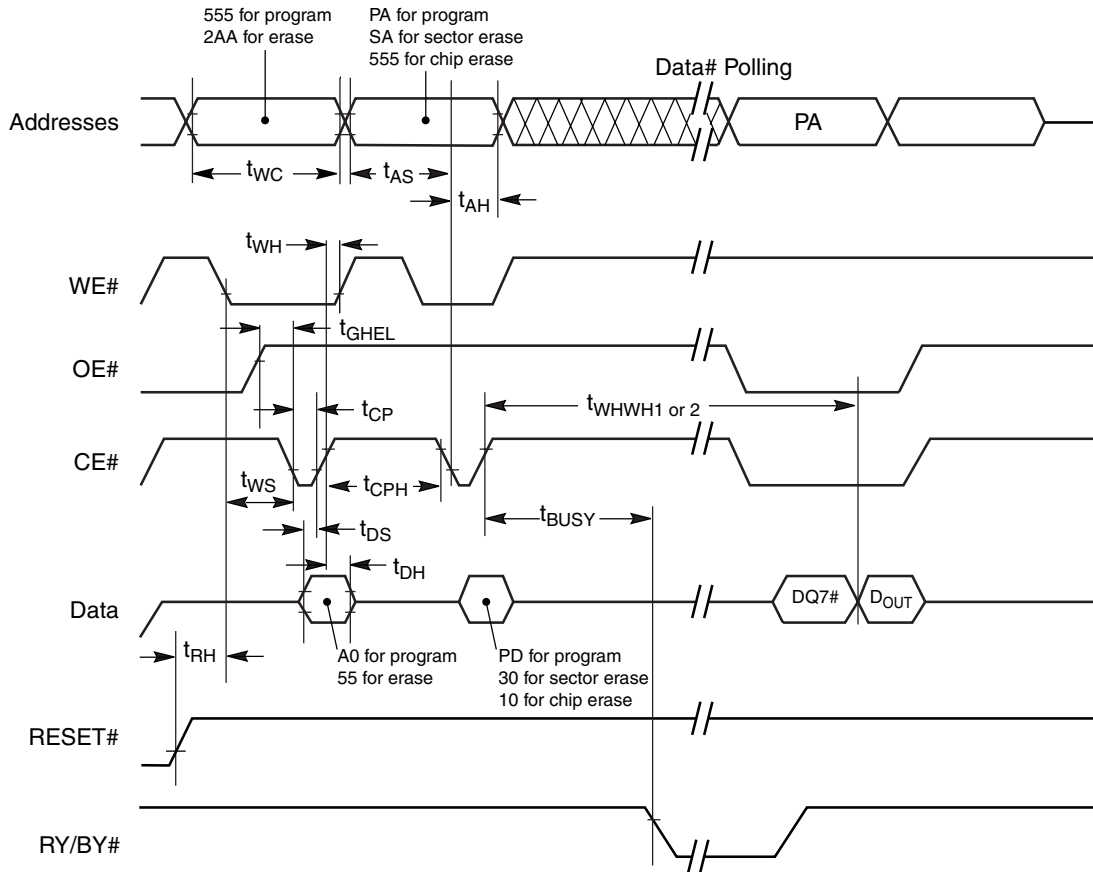 555 for program
2AA for erase
PA for program
SA for sector erase
555 for chip erase
Data# Polling
Addresses
PA
tWC
tAS
tAH
tWH
WE#
tGHEL
OE#
tWHWH1 or 2
tCP
CE#
tWS
tCPH
tBUSY
tDS
tDH
Data
DQ7#
DOUT
tRH
A0 for program
55 for erase
PD for program
30 for sector erase
10 for chip erase
RESET#
RY/BY#